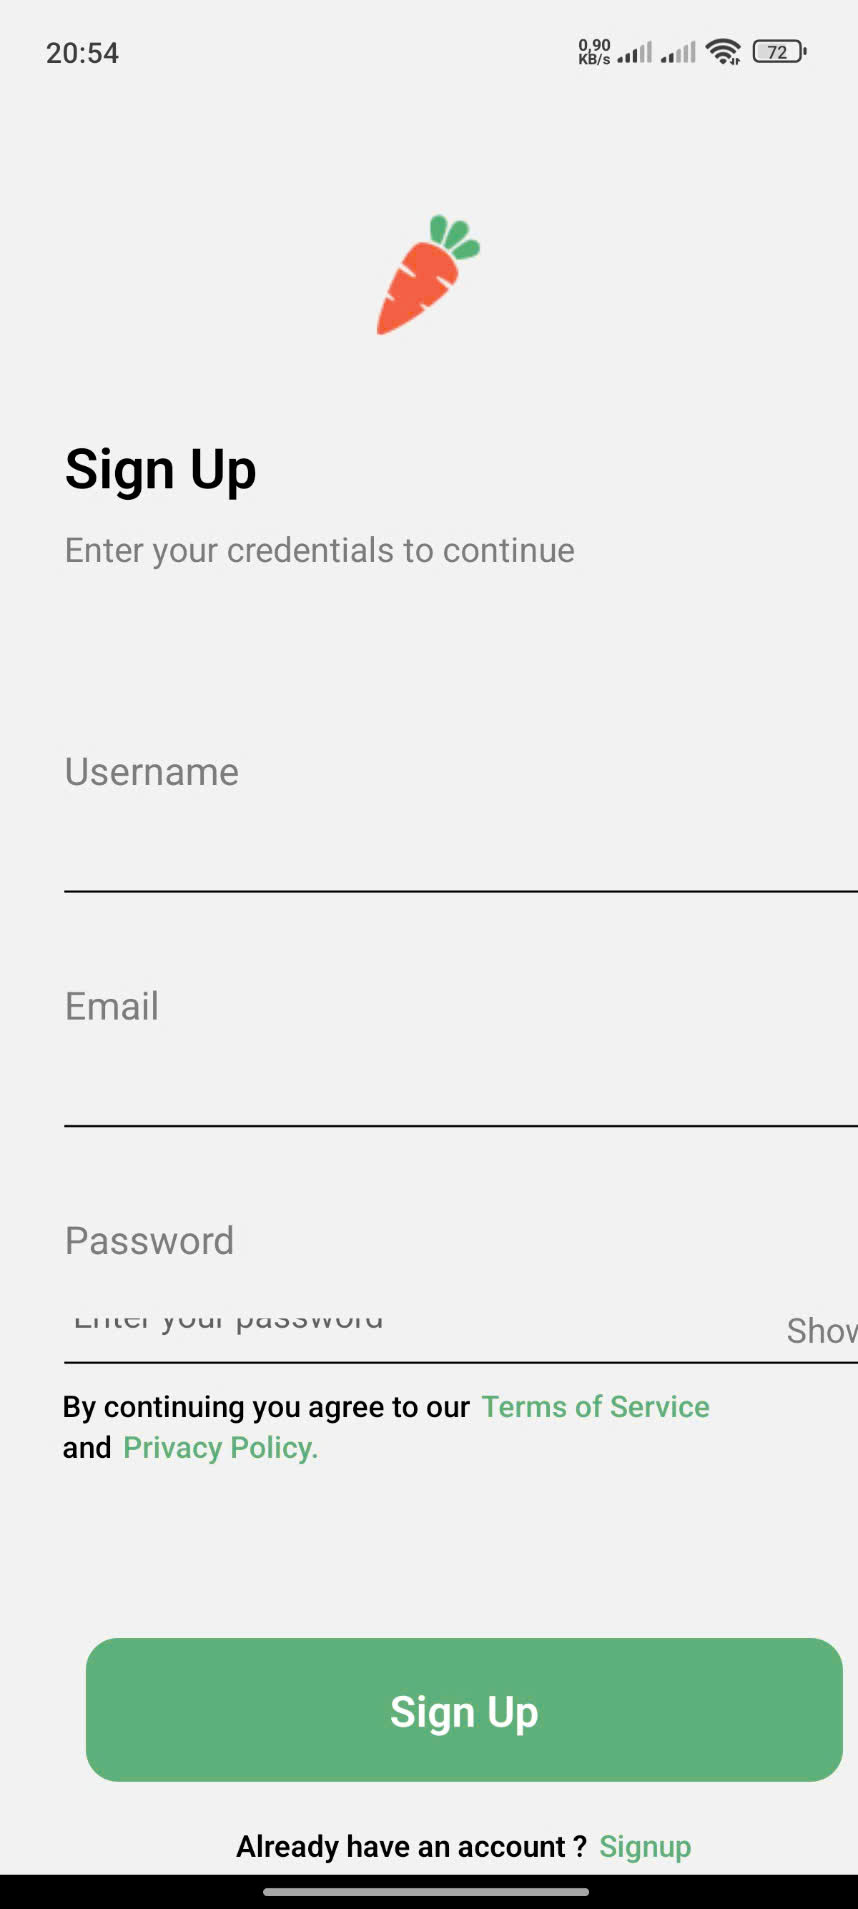 20:54
0,90
KB/s
72
Sign Up
Enter your credentials to continue
Username
Email
Password
Enter your password
Show
By continuing you agree to our Terms of Service
and Privacy Policy.
Sign Up
Already have an account ? Signup